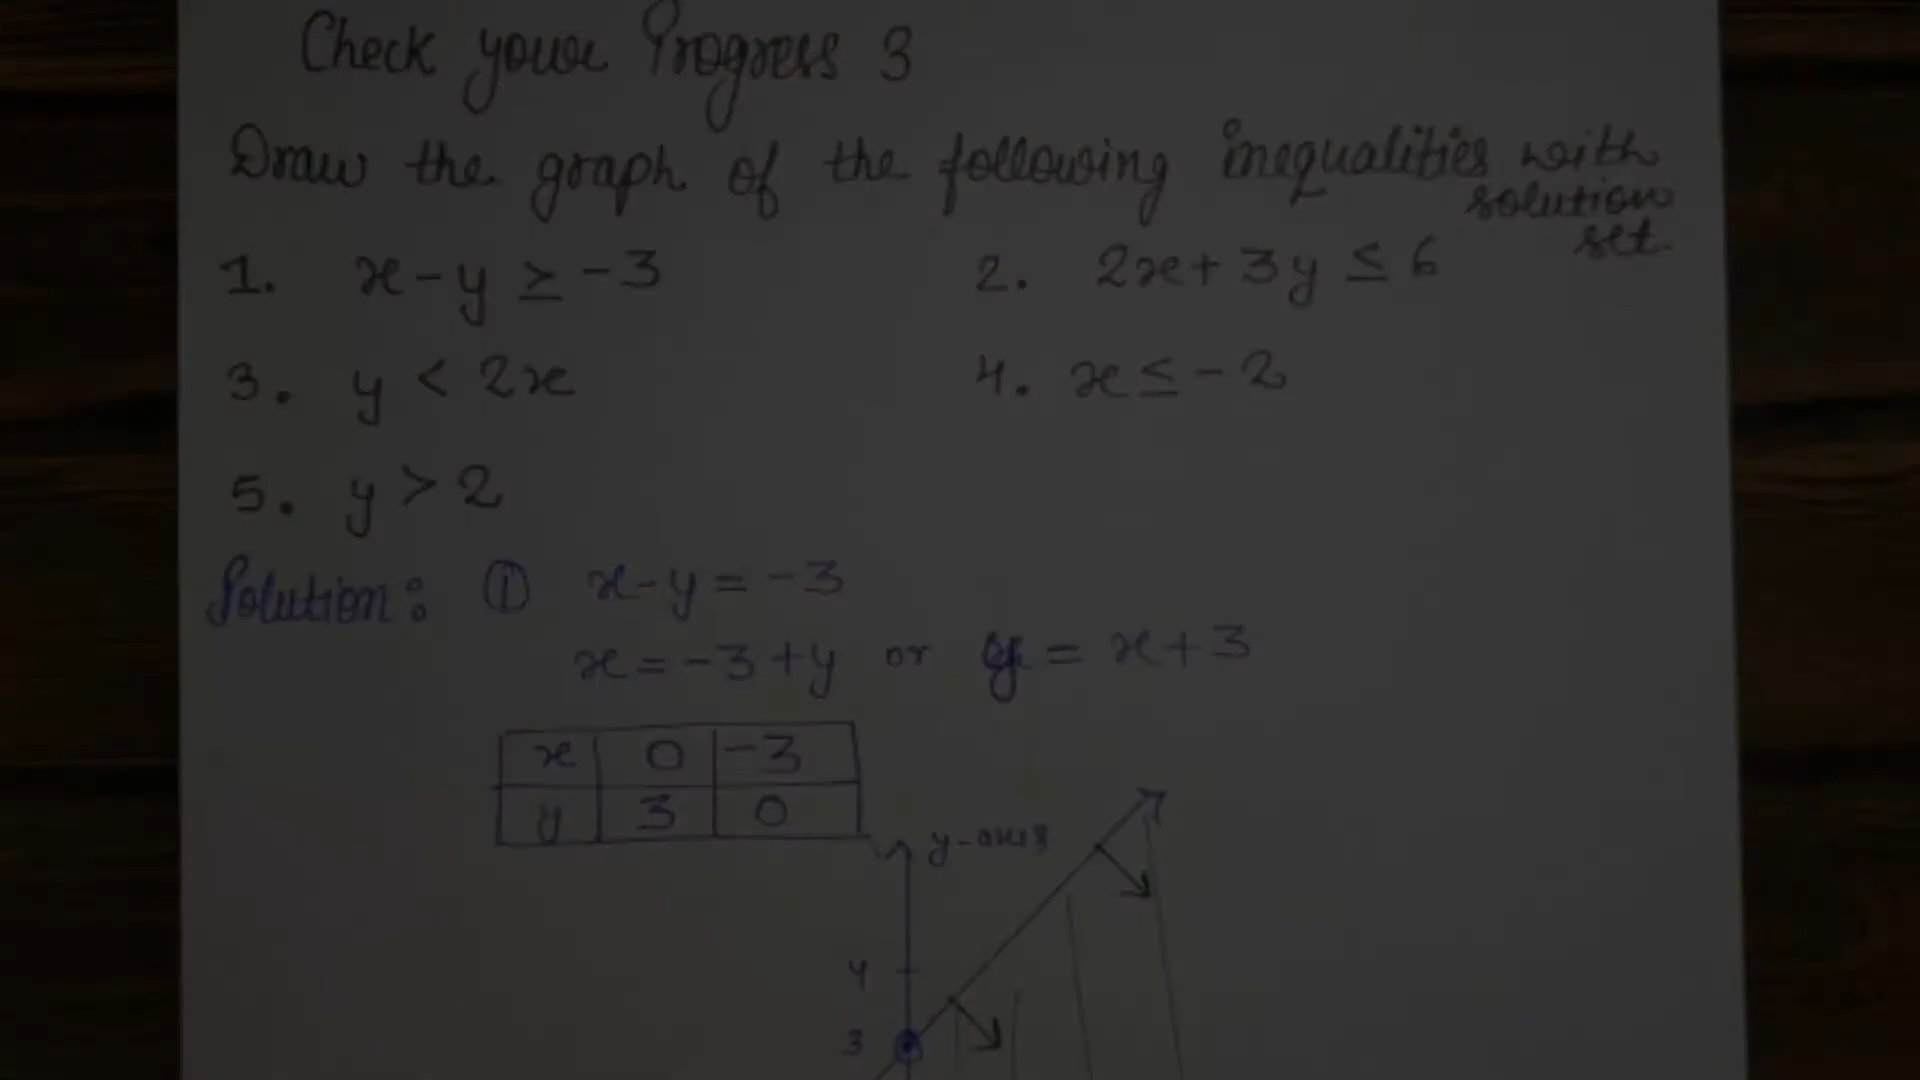 Check your Progress 3
Draw the graph of the following inequalities with solution set.
1. x-y ≥ -3
2. 2x+3y ≤ 6
3. y < 2x
4. x ≤ -2
5. y > 2
Solution: ① x-y = -3
x = -3+y or y = x+3
x 0 -3
y 3 0
y-axis
4
3